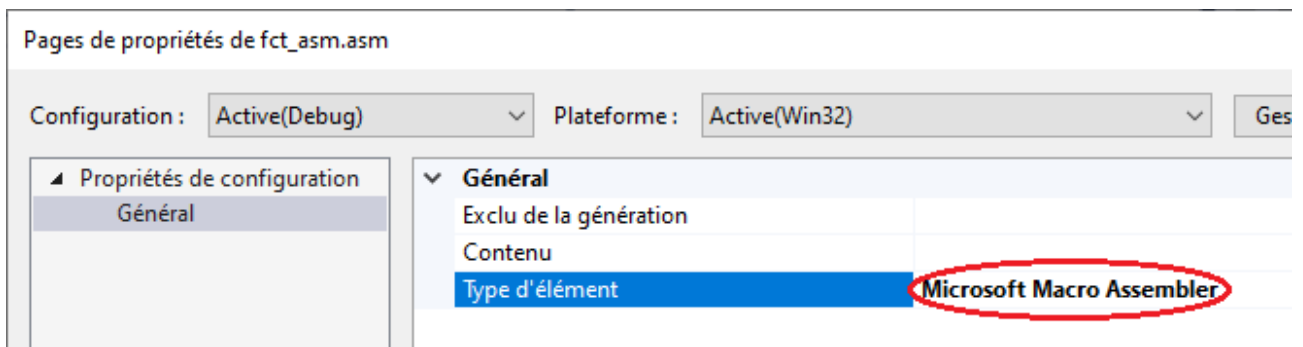 Pages de propriétés de fct_asm.asm
Configuration : Active(Debug) Plateforme : Active(Win32)
Propriétés de configuration
Général
Général
Exclu de la génération
Contenu
Type d'élément Microsoft Macro Assembler